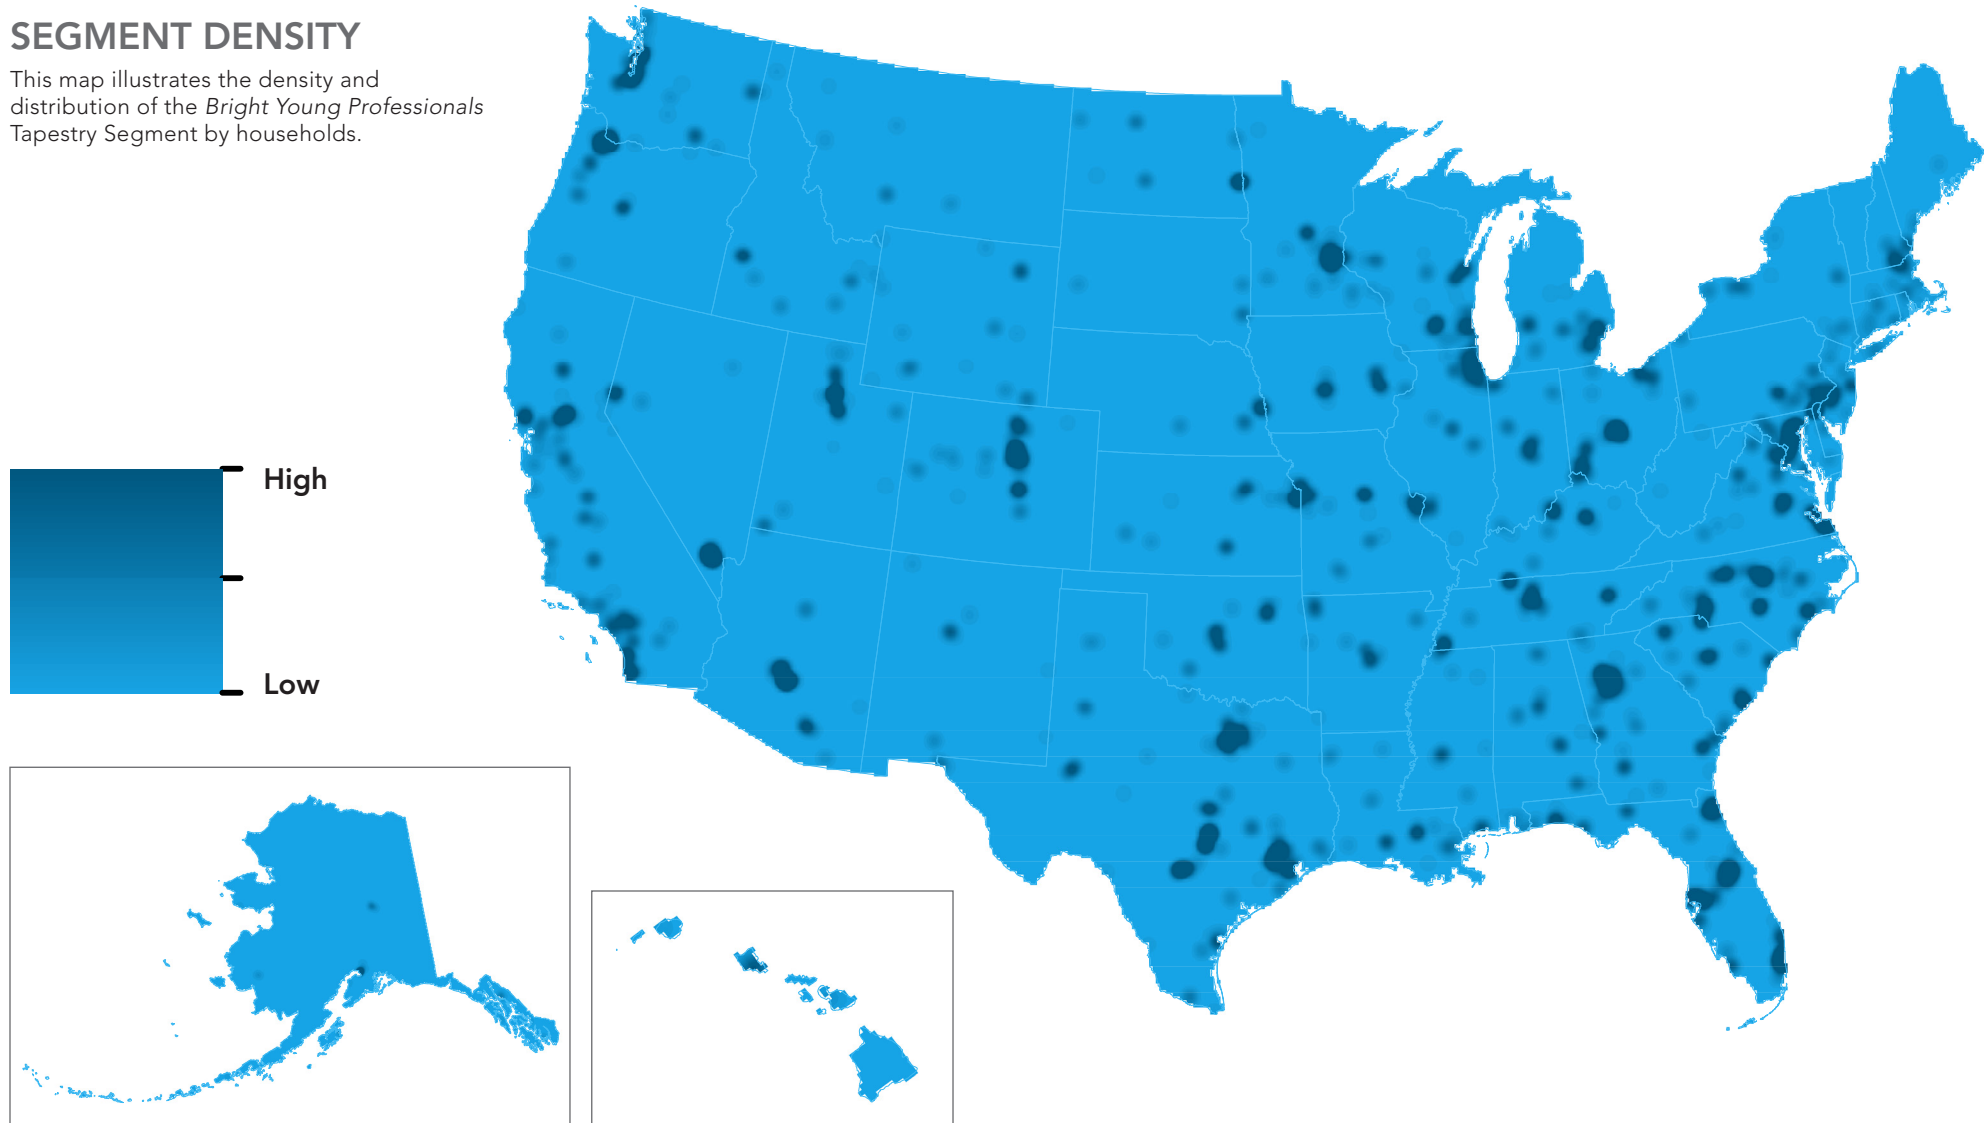 SEGMENT DENSITY
This map illustrates the density and
distribution of the Bright Young Professionals
Tapestry Segment by households.
High
Low